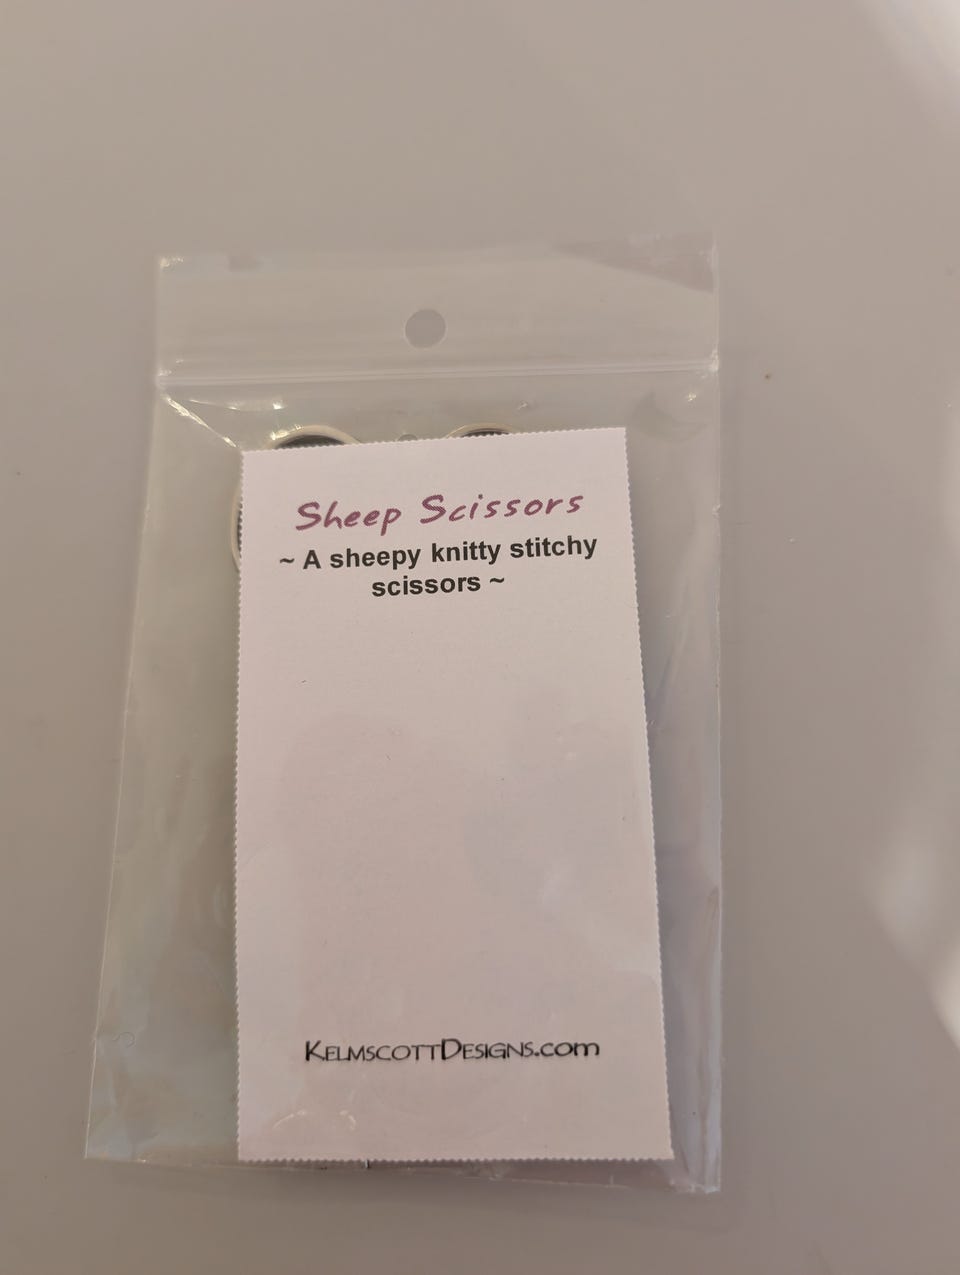 Sheep Scissors
~ A sheepy knitty stitchy
scissors ~
KELMSCOTTDESIGNS.com